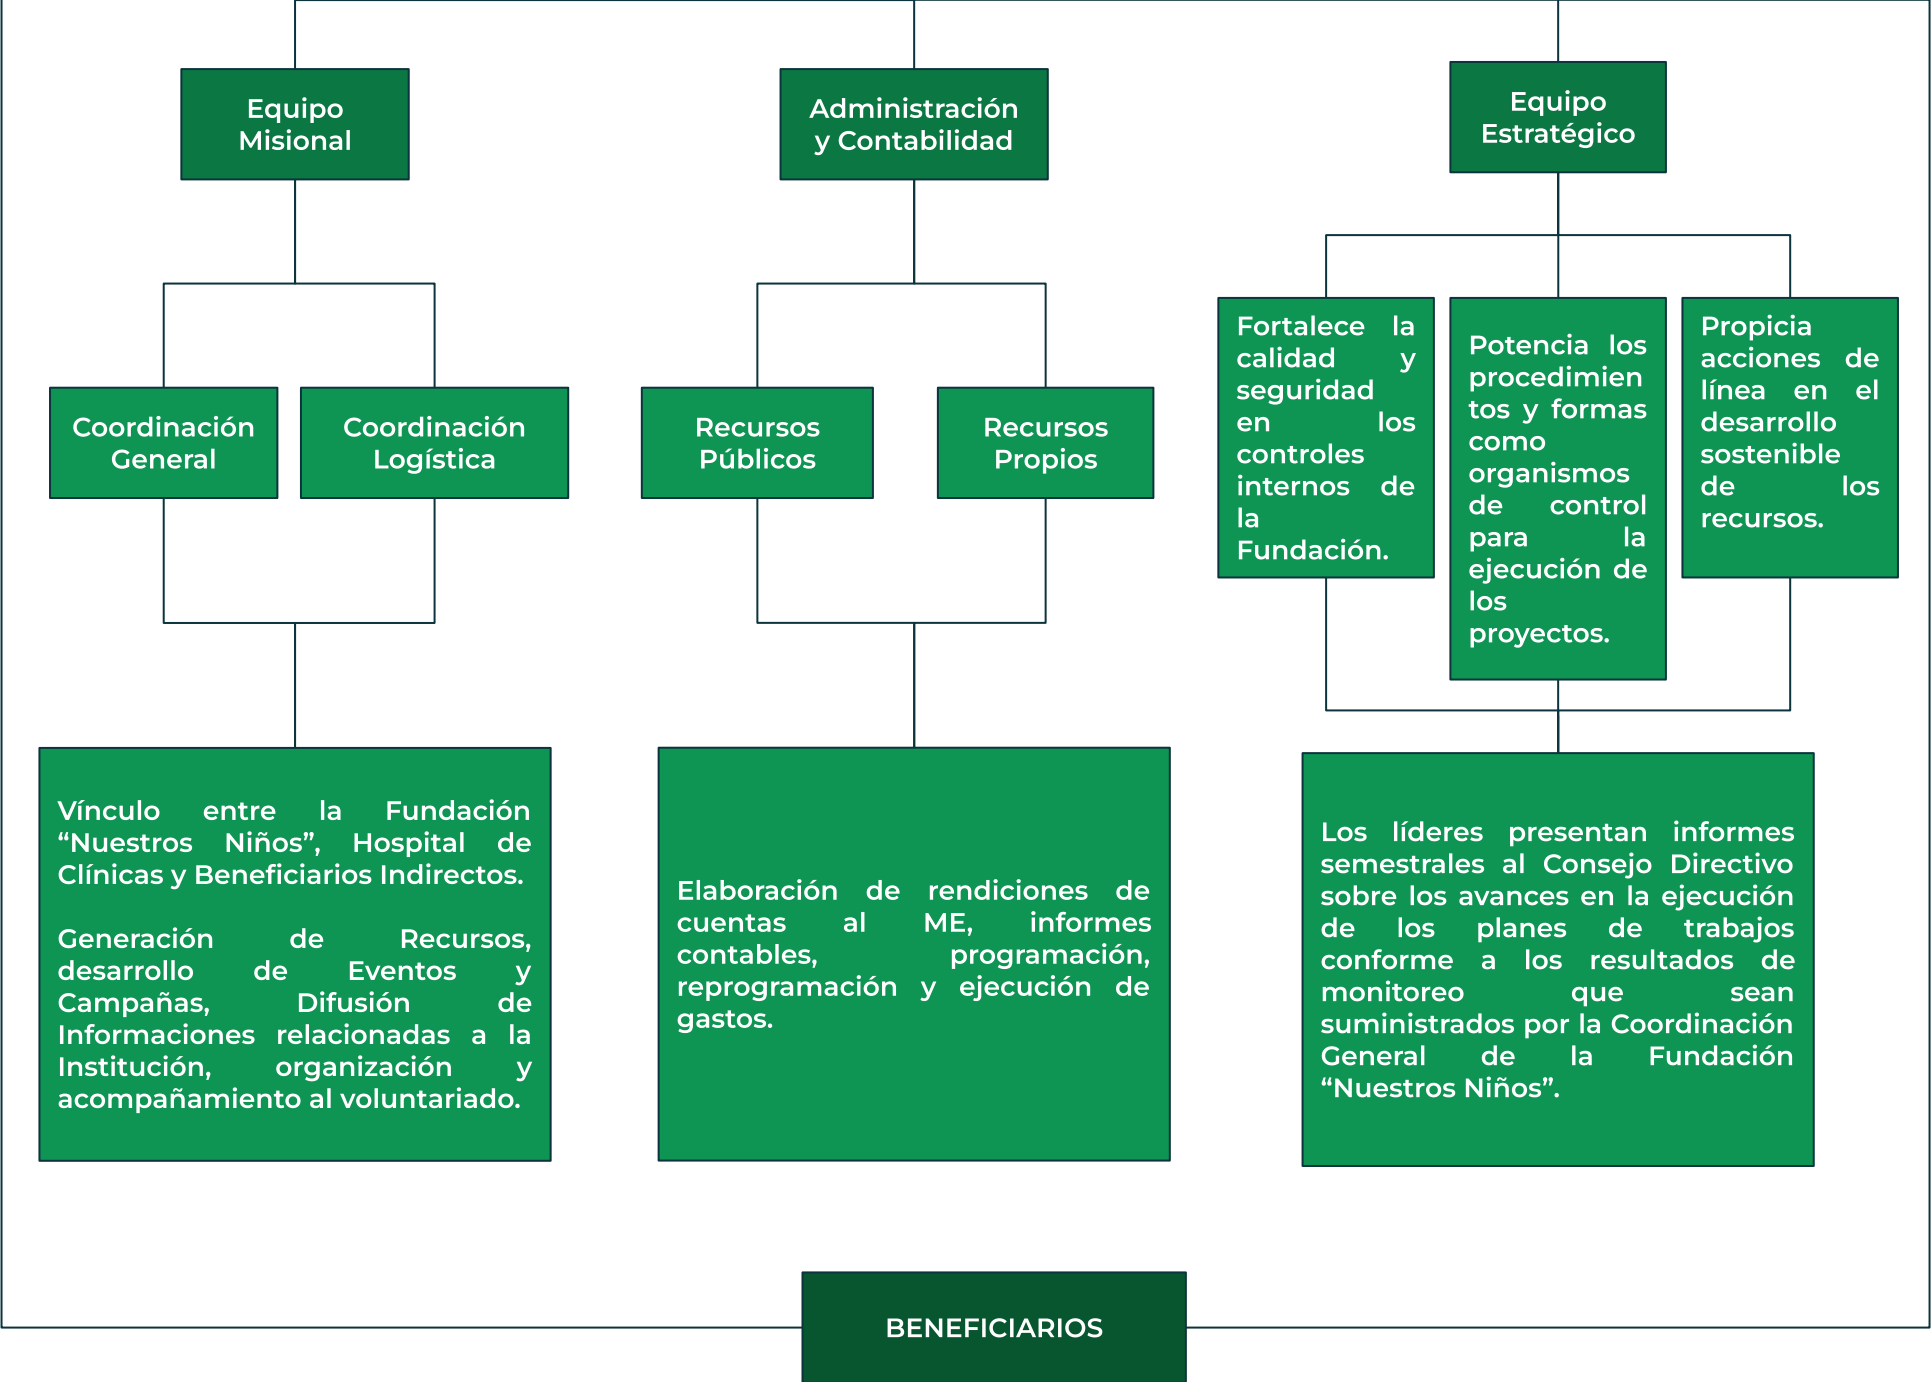 Equipo
Misional
Administración
y Contabilidad
Equipo
Estratégico
Coordinación
General
Coordinación
Logística
Recursos
Públicos
Recursos
Propios
Fortalece la
calidad y
seguridad
en los
controles
internos de
la
Fundación.
Potencia los
procedimien
tos y formas
como
organismos
de control
para la
ejecución de
los
proyectos.
Propicia
acciones de
línea en el
desarrollo
sostenible
de los
recursos.
Vínculo entre la Fundación
“Nuestros Niños”, Hospital de
Clínicas y Beneficiarios Indirectos.
Generación de Recursos,
desarrollo de Eventos y
Campañas, Difusión de
Informaciones relacionadas a la
Institución, organización y
acompañamiento al voluntariado.
Elaboración de rendiciones de
cuentas al ME, informes
contables, programación,
reprogramación y ejecución de
gastos.
Los líderes presentan informes
semestrales al Consejo Directivo
sobre los avances en la ejecución
de los planes de trabajos
conforme a los resultados de
monitoreo que sean
suministrados por la Coordinación
General de la Fundación
“Nuestros Niños”.
BENEFICIARIOS